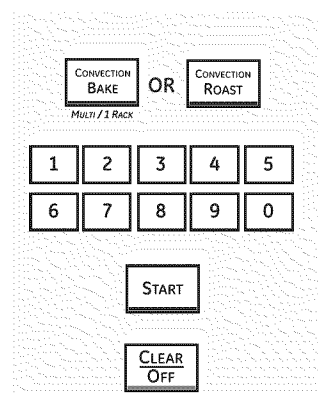 CONVECTION BAKE OR CONVECTION ROAST
MULTI / 1 RACK
1 2 3 4 5
6 7 8 9 0
START
CLEAR
OFF